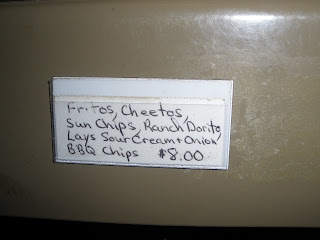 Fritos, Cheetos,
Sun Chips, Ranch Dorito
Lays Sour Cream + Onion
BBQ Chips $8.00